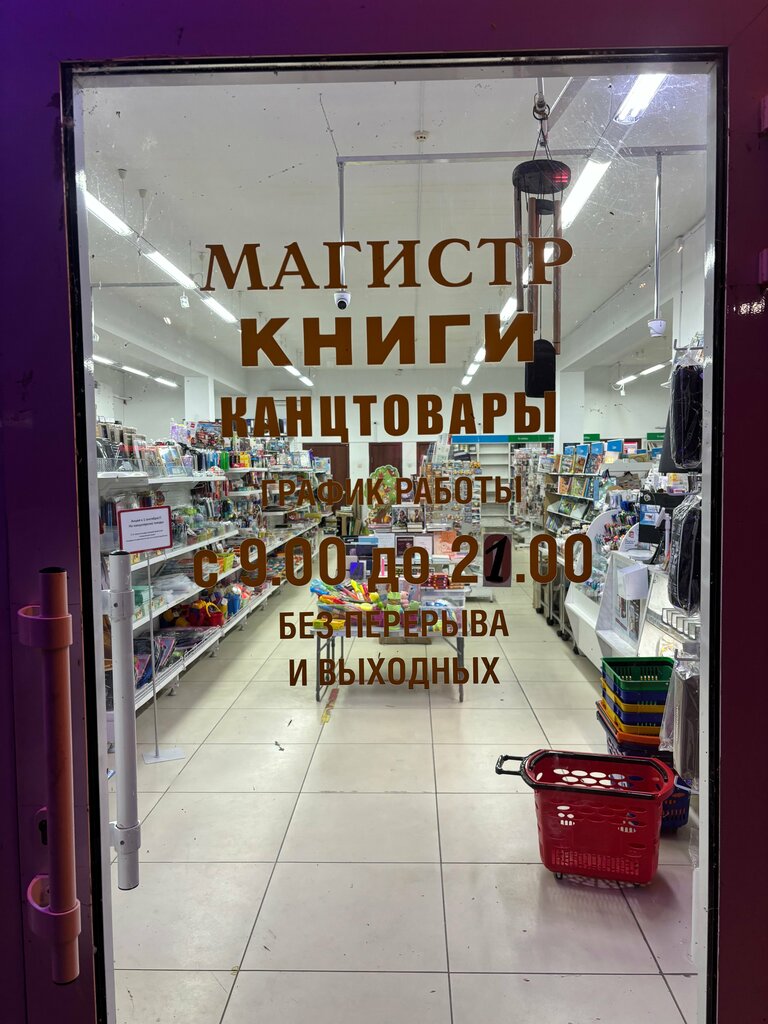 МАГИСТР
КНИГИ
КАНЦТОВАРЫ
ГРАФИК РАБОТЫ
с 9.00 до 21.00
БЕЗ ПЕРЕРЫВА
И ВЫХОДНЫХ